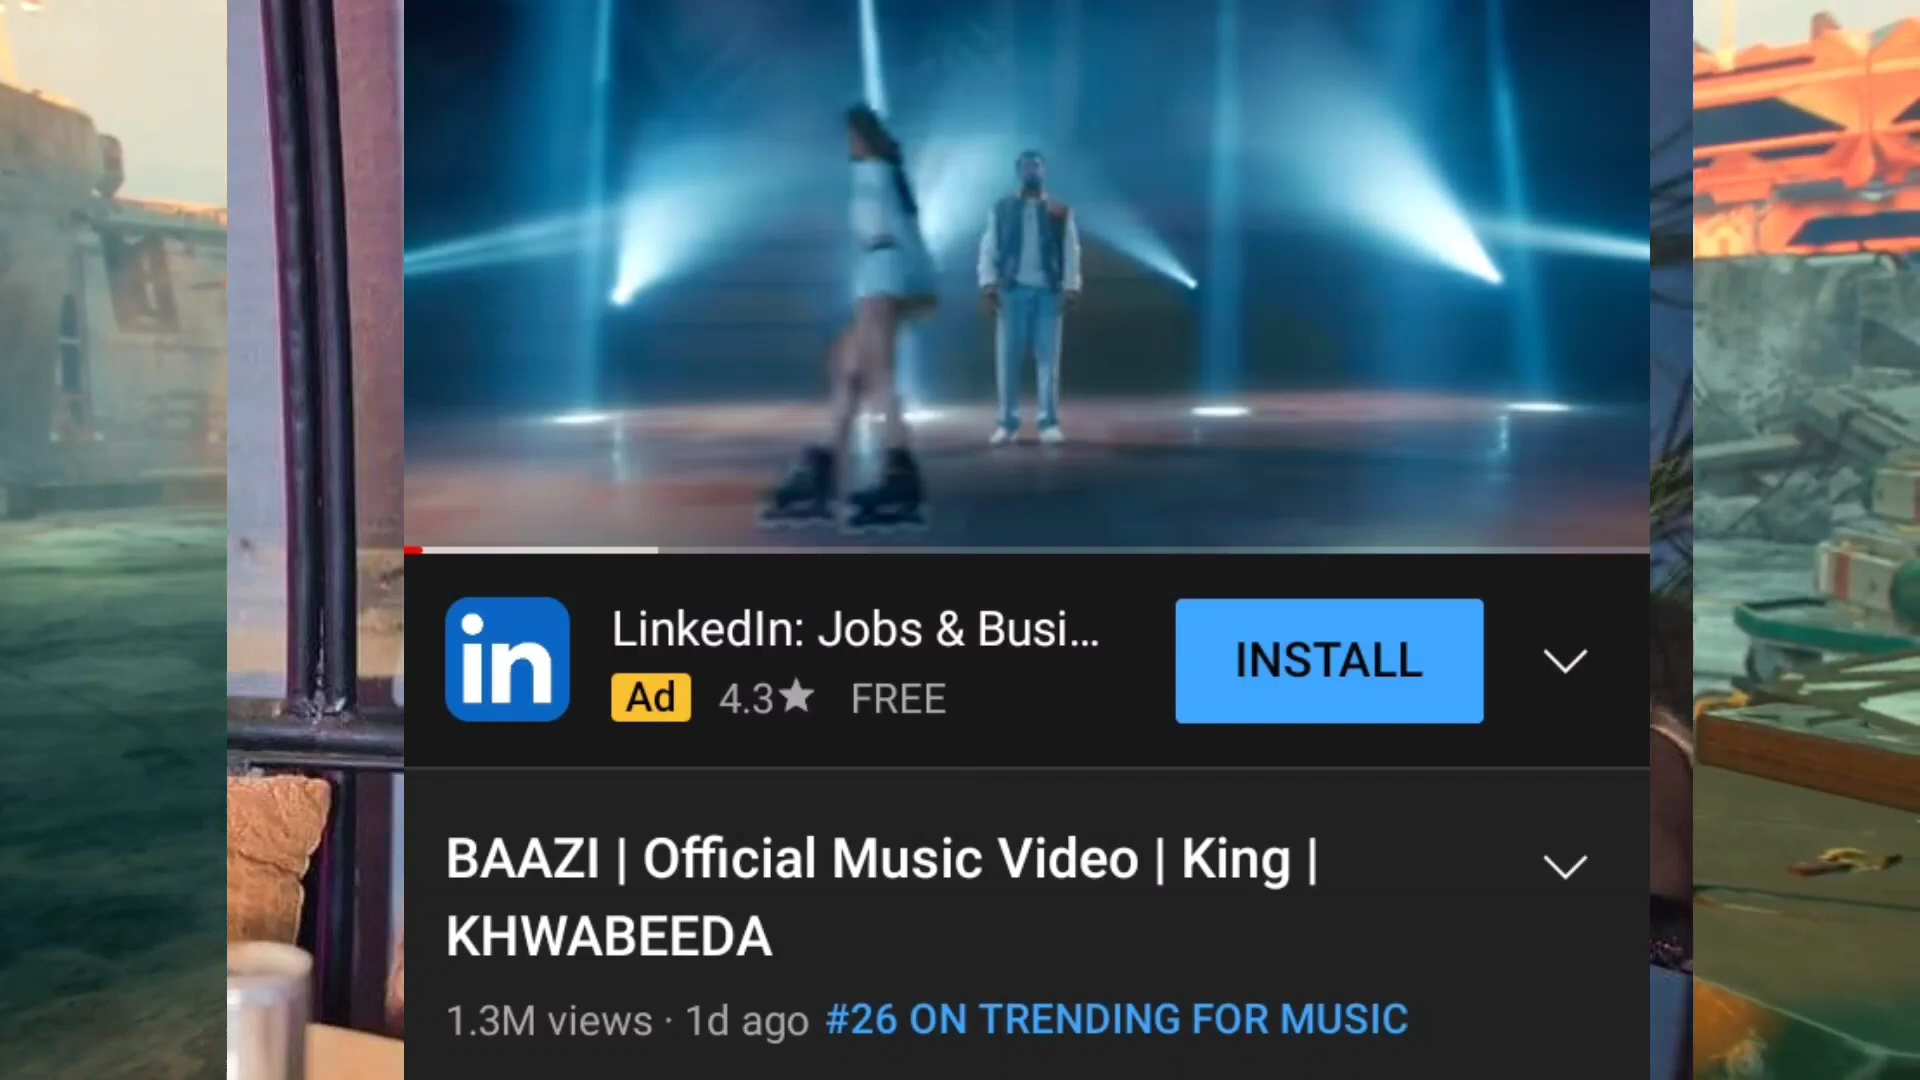 in
LinkedIn: Jobs & Busi...
Ad 4.3★ FREE
INSTALL
BAAZI | Official Music Video | King |
KHWABEEDA
1.3M views · 1d ago #26 ON TRENDING FOR MUSIC